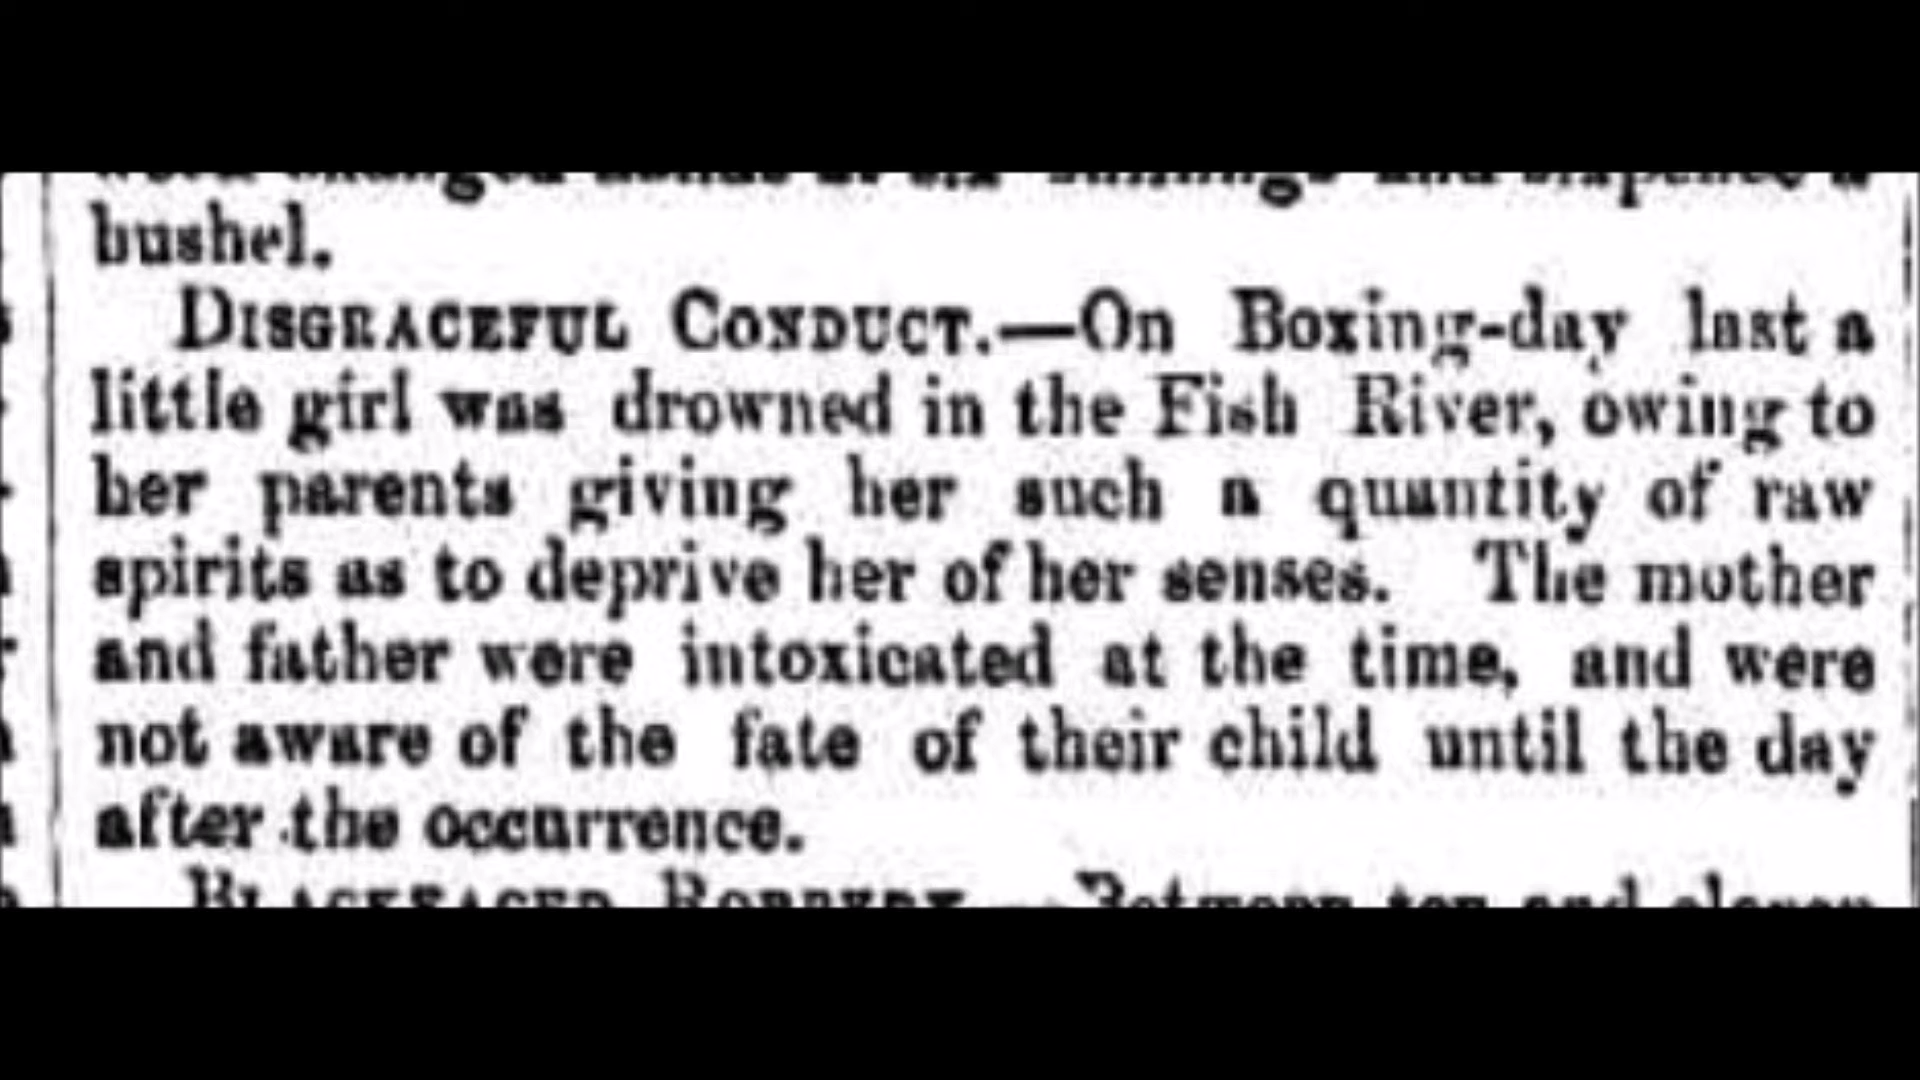 bushel.
DISGRACEFUL CONDUCT.—On Boxing-day last a
little girl was drowned in the Fish River, owing to
her parents giving her such a quantity of raw
spirits as to deprive her of her senses. The mother
and father were intoxicated at the time, and were
not aware of the fate of their child until the day
after the occurrence.